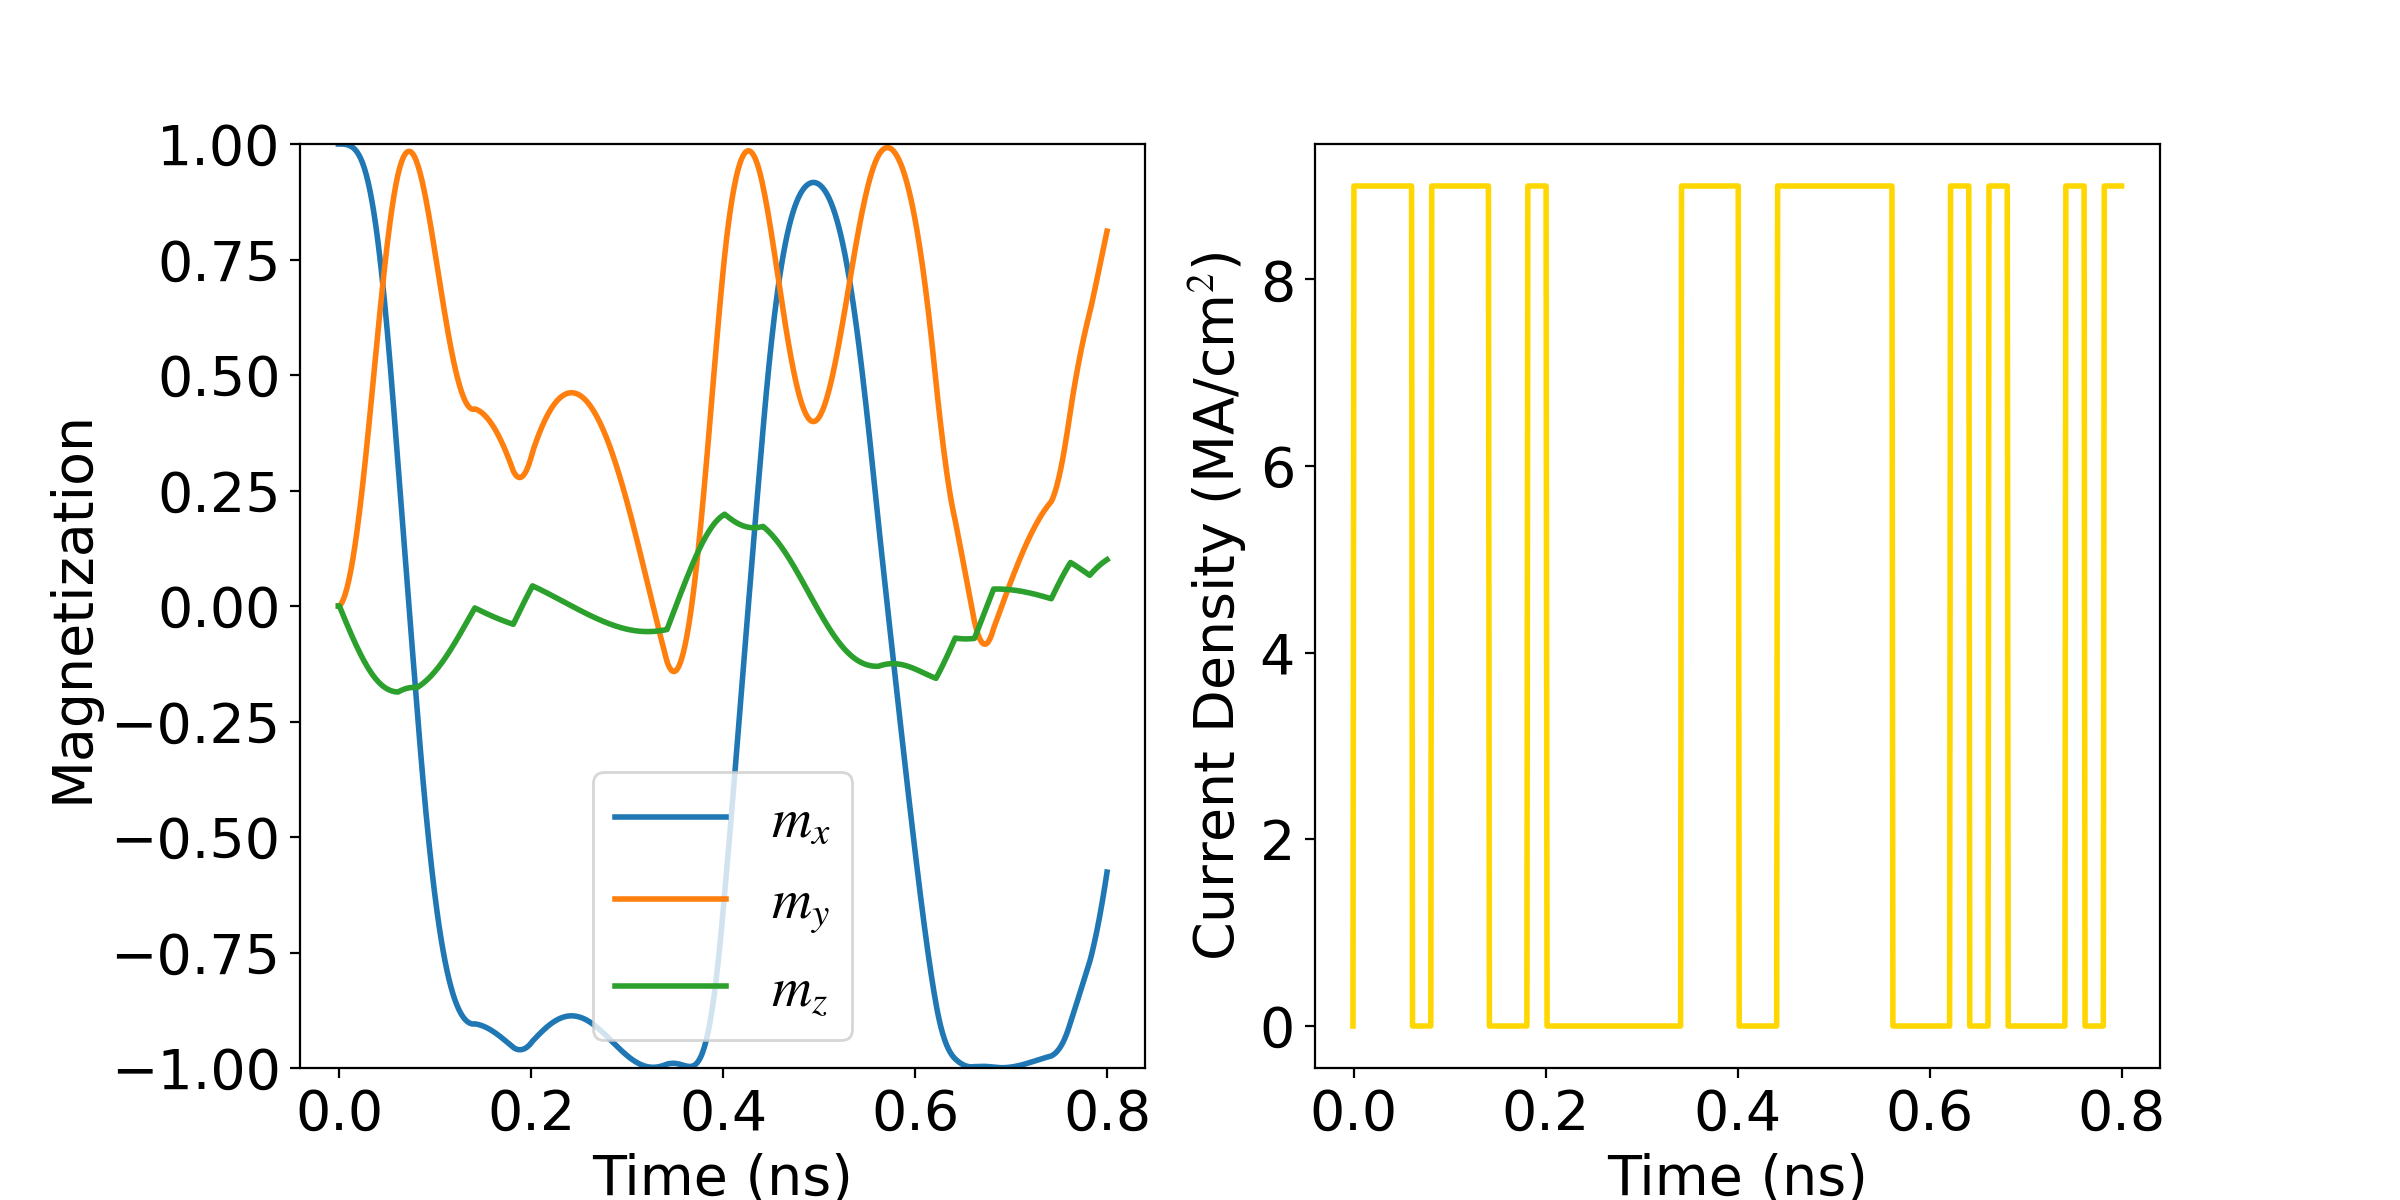 Magnetization
1.00
0.75
0.50
0.25
0.00
−0.25
−0.50
−0.75
−1.00
0.0 0.2 0.4 0.6 0.8
Time (ns)
m_x
m_y
m_z
Current Density (MA/cm²)
8
6
4
2
0
0.0 0.2 0.4 0.6 0.8
Time (ns)